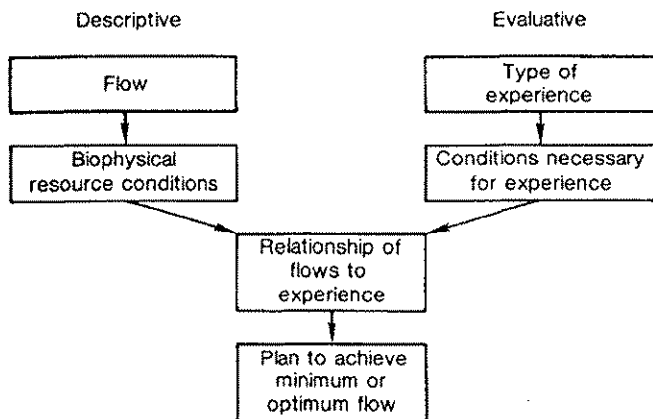 Descriptive
Evaluative
Flow
Type of
experience
Biophysical
resource conditions
Conditions necessary
for experience
Relationship of
flows to
experience
Plan to achieve
minimum or
optimum flow